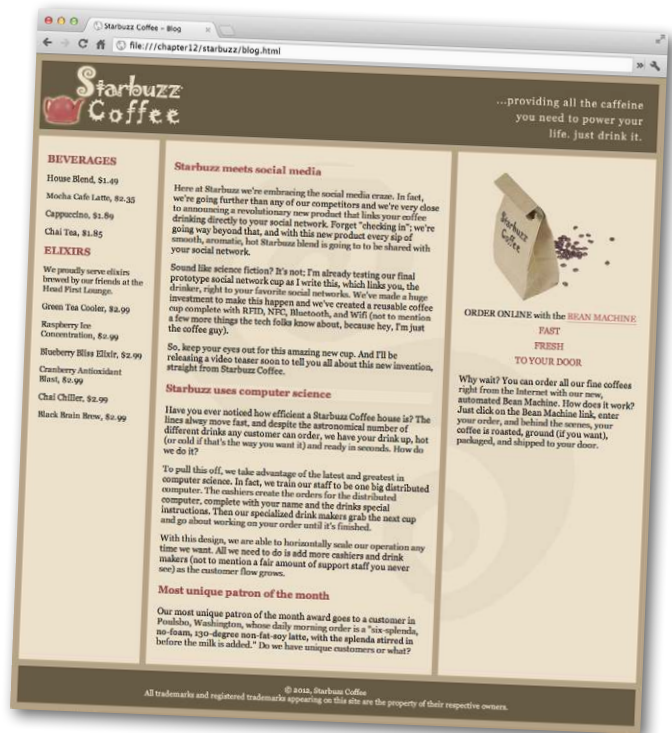 Starbuzz Coffee – Blog
file:///chapter12/starbuzz/blog.html
Starbuzz
Coffee
...providing all the caffeine
you need to power your
life. just drink it.
BEVERAGES
House Blend, $1.49
Mocha Cafe Latte, $2.35
Cappuccino, $1.89
Chai Tea, $1.85
ELIXIRS
We proudly serve elixirs
brewed by our friends at the
Head First Lounge.
Green Tea Cooler, $2.99
Raspberry Ice
Concentration, $2.99
Blueberry Bliss Elixir, $2.99
Cranberry Antioxidant
Blast, $2.99
Chai Chiller, $2.99
Black Brain Brew, $2.99
Starbuzz meets social media
Here at Starbuzz we're embracing the social media craze. In fact,
we're going further than any of our competitors and we're very close
to announcing a revolutionary new product that links your coffee
drinking directly to your social network. Forget "checking in"; we're
going way beyond that, and with this new product every sip of
smooth, aromatic, hot Starbuzz blend is going to to be shared with
your social network.
Sound like science fiction? It's not; I'm already testing our final
prototype social network cup as I write this, which links you, the
drinker, right to your favorite social networks. We've made a huge
investment to make this happen and we've created a reusable coffee
cup complete with RFID, NFC, Bluetooth, and Wifi (not to mention
a few more things the tech folks know about, because hey, I'm just
the coffee guy).
So, keep your eyes out for this amazing new cup. And I'll be
releasing a video teaser soon to tell you all about this new invention,
straight from Starbuzz Coffee.
Starbuzz uses computer science
Have you ever noticed how efficient a Starbuzz Coffee house is? The
lines alway move fast, and despite the astronomical number of
different drinks any customer can order, we have your drink up, hot
(or cold if that's the way you want it) and ready in seconds. How do
we do it?
To pull this off, we take advantage of the latest and greatest in
computer science. In fact, we train our staff to be one big distributed
computer. The cashiers create the orders for the distributed
computer, complete with your name and the drinks special
instructions. Then our specialized drink makers grab the next cup
and go about working on your order until it's finished.
With this design, we are able to horizontally scale our operation any
time we want. All we need to do is add more cashiers and drink
makers (not to mention a fair amount of support staff you never
see) as the customer flow grows.
Most unique patron of the month
Our most unique patron of the month award goes to a customer in
Poulsbo, Washington, whose daily morning order is a "six-splenda,
no-foam, 130-degree non-fat-soy latte, with the splenda stirred in
before the milk is added." Do we have unique customers or what?
Starbuzz
Coffee
ORDER ONLINE with the BEAN MACHINE
FAST
FRESH
TO YOUR DOOR
Why wait? You can order all our fine coffees
right from the Internet with our new,
automated Bean Machine. How does it work?
Just click on the Bean Machine link, enter
your order, and behind the scenes, your
coffee is roasted, ground (if you want),
packaged, and shipped to your door.
© 2012, Starbuzz Coffee
All trademarks and registered trademarks appearing on this site are the property of their respective owners.